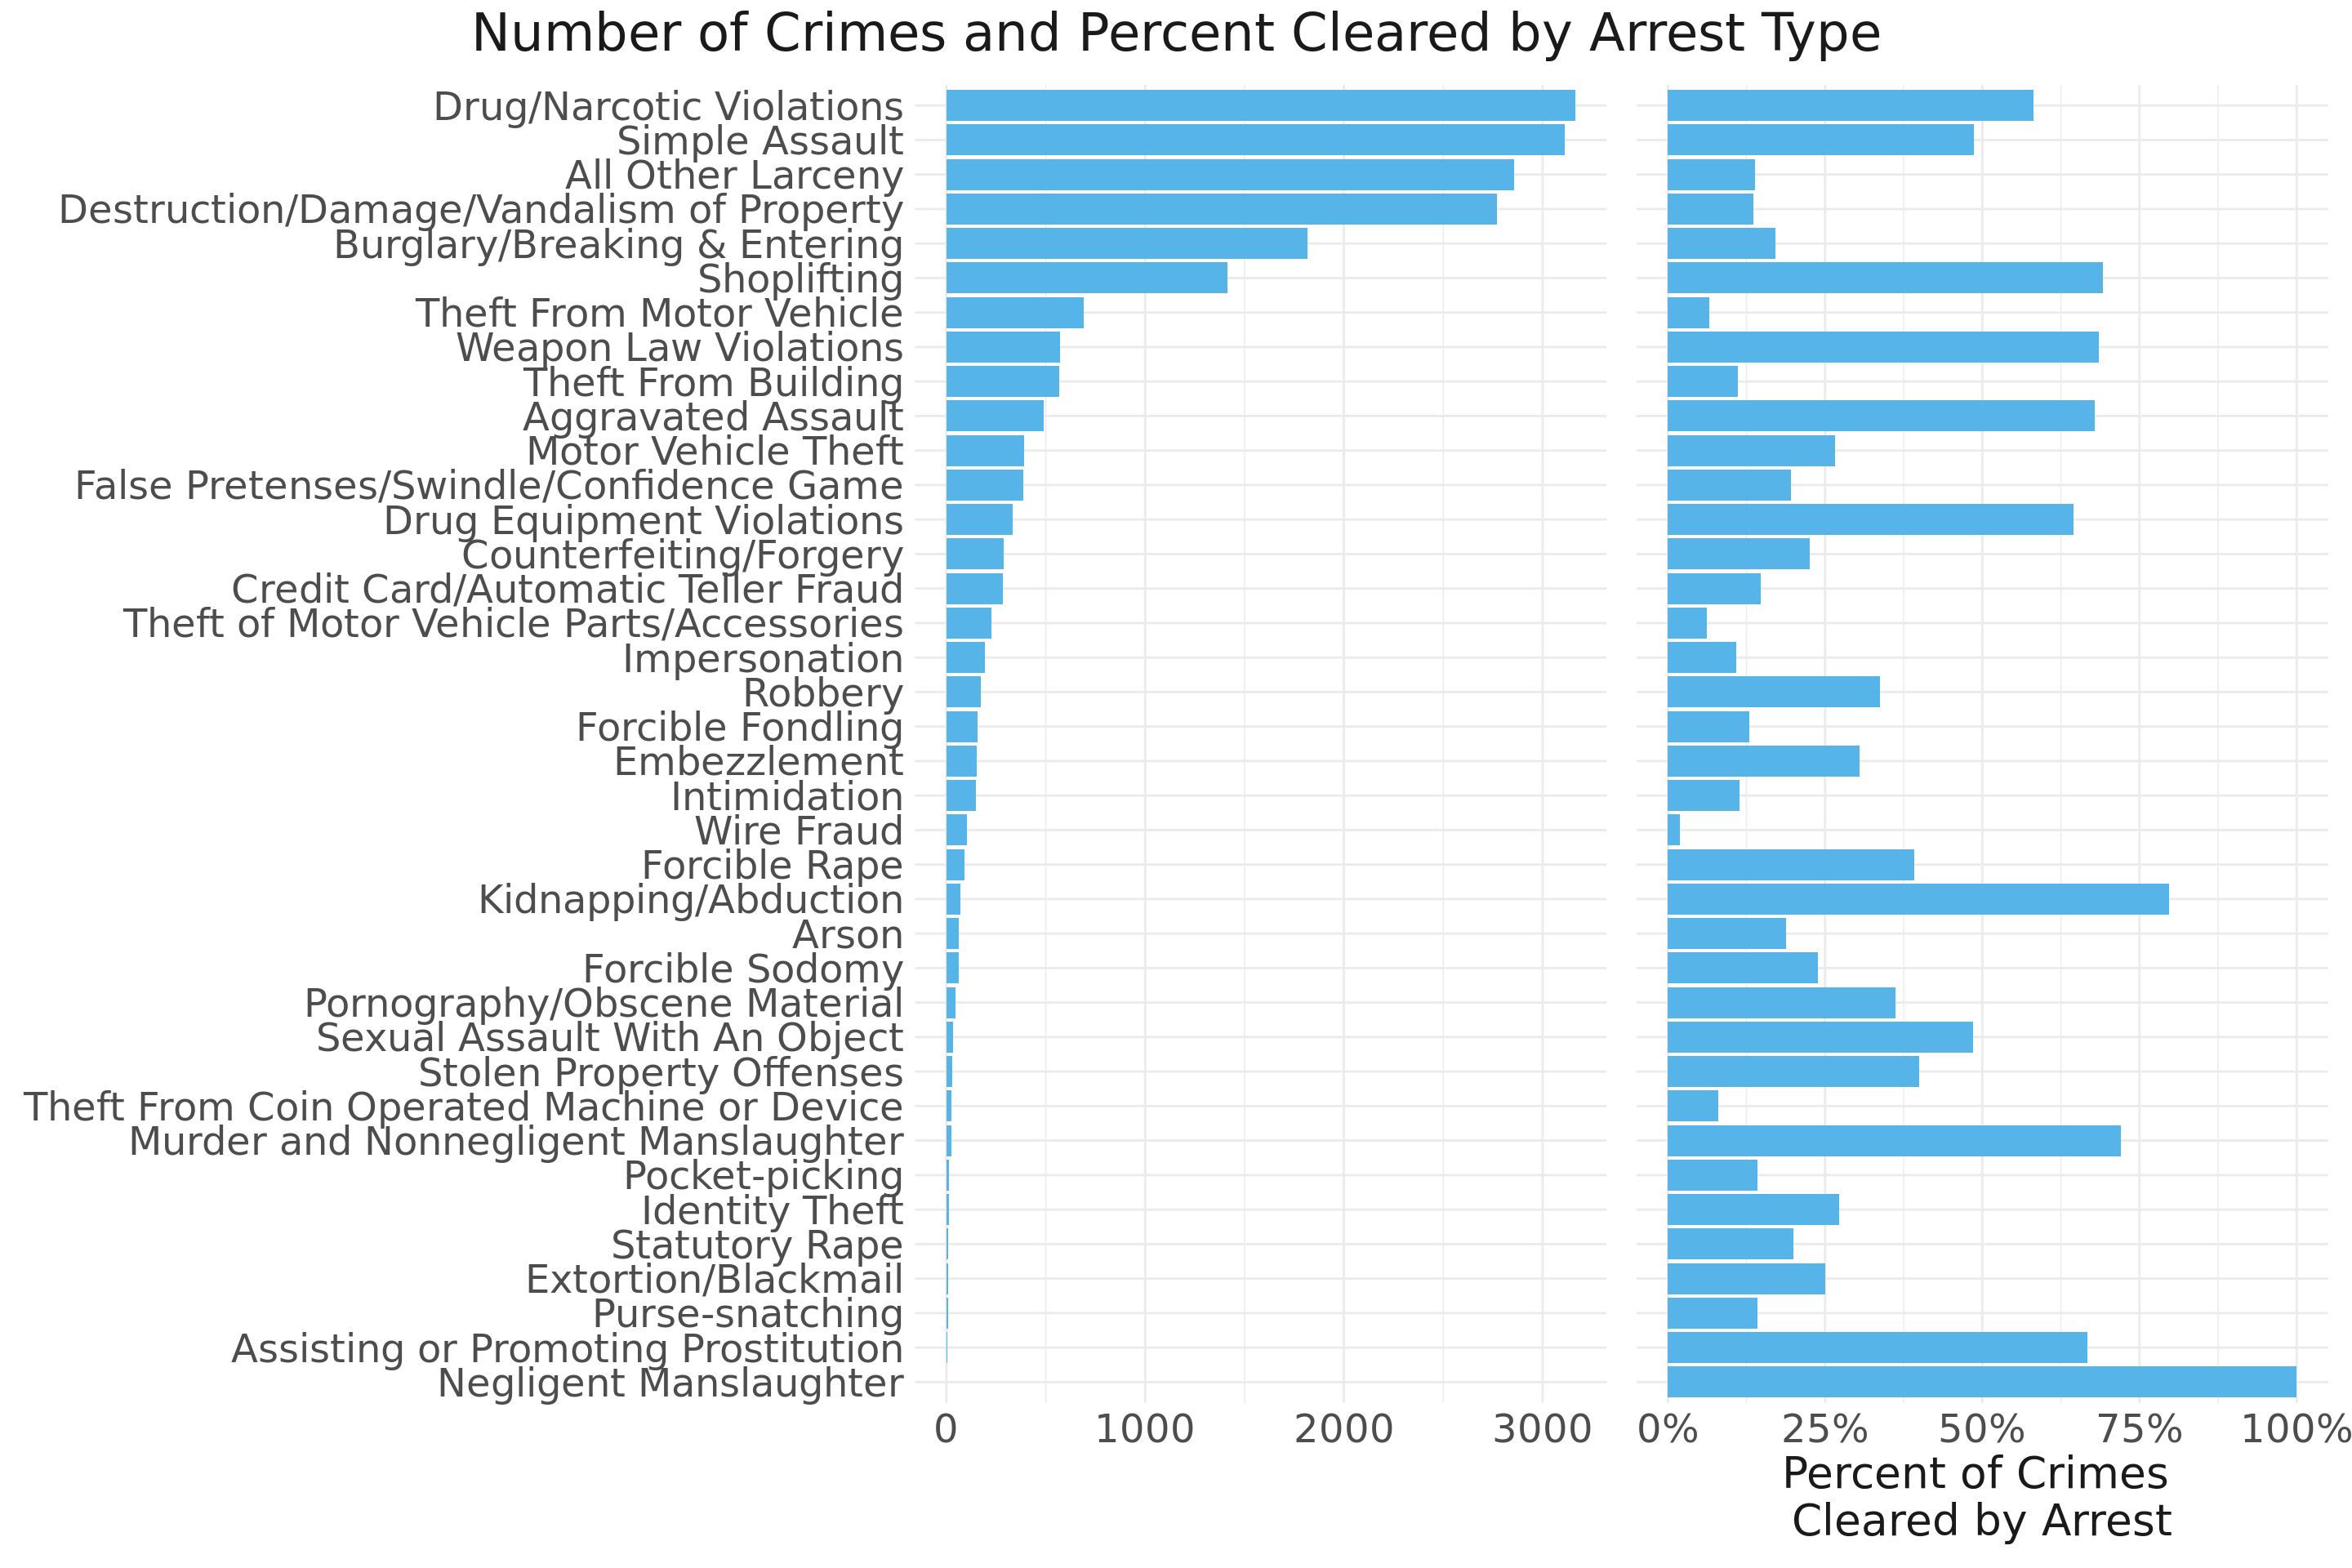 Number of Crimes and Percent Cleared by Arrest Type
Drug/Narcotic Violations
Simple Assault
All Other Larceny
Destruction/Damage/Vandalism of Property
Burglary/Breaking & Entering
Shoplifting
Theft From Motor Vehicle
Weapon Law Violations
Theft From Building
Aggravated Assault
Motor Vehicle Theft
False Pretenses/Swindle/Confidence Game
Drug Equipment Violations
Counterfeiting/Forgery
Credit Card/Automatic Teller Fraud
Theft of Motor Vehicle Parts/Accessories
Impersonation
Robbery
Forcible Fondling
Embezzlement
Intimidation
Wire Fraud
Forcible Rape
Kidnapping/Abduction
Arson
Forcible Sodomy
Pornography/Obscene Material
Sexual Assault With An Object
Stolen Property Offenses
Theft From Coin Operated Machine or Device
Murder and Nonnegligent Manslaughter
Pocket-picking
Identity Theft
Statutory Rape
Extortion/Blackmail
Purse-snatching
Assisting or Promoting Prostitution
Negligent Manslaughter
0 1000 2000 3000
0% 25% 50% 75% 100%
Percent of Crimes
Cleared by Arrest